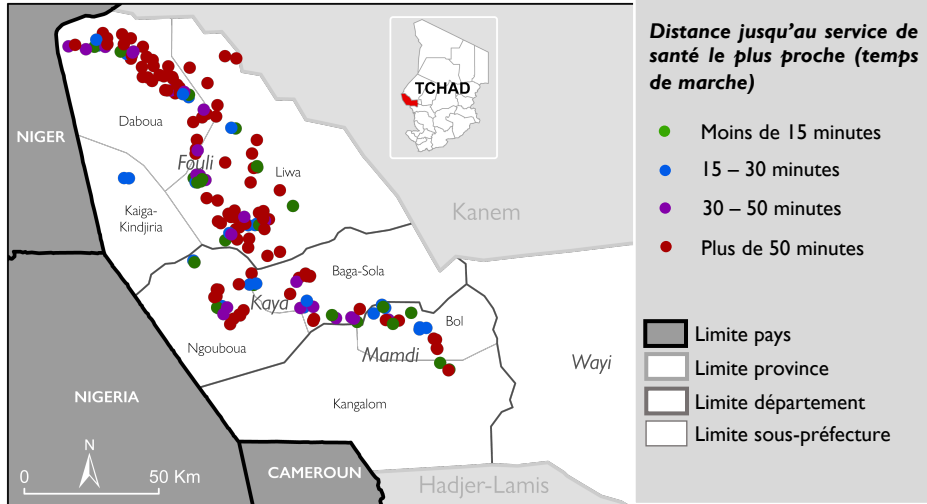 TCHAD
NIGER
Daboua
Fouli
Liwa
Kaiga-
Kindjiria
Kanem
Baga-Sola
Kaya
Bol
Ngouboua
Mamdi
Wayi
NIGERIA
Kangalom
N
0 50 Km
CAMEROUN
Hadjer-Lamis
Distance jusqu'au service de
santé le plus proche (temps
de marche)
Moins de 15 minutes
15 – 30 minutes
30 – 50 minutes
Plus de 50 minutes
Limite pays
Limite province
Limite département
Limite sous-préfecture